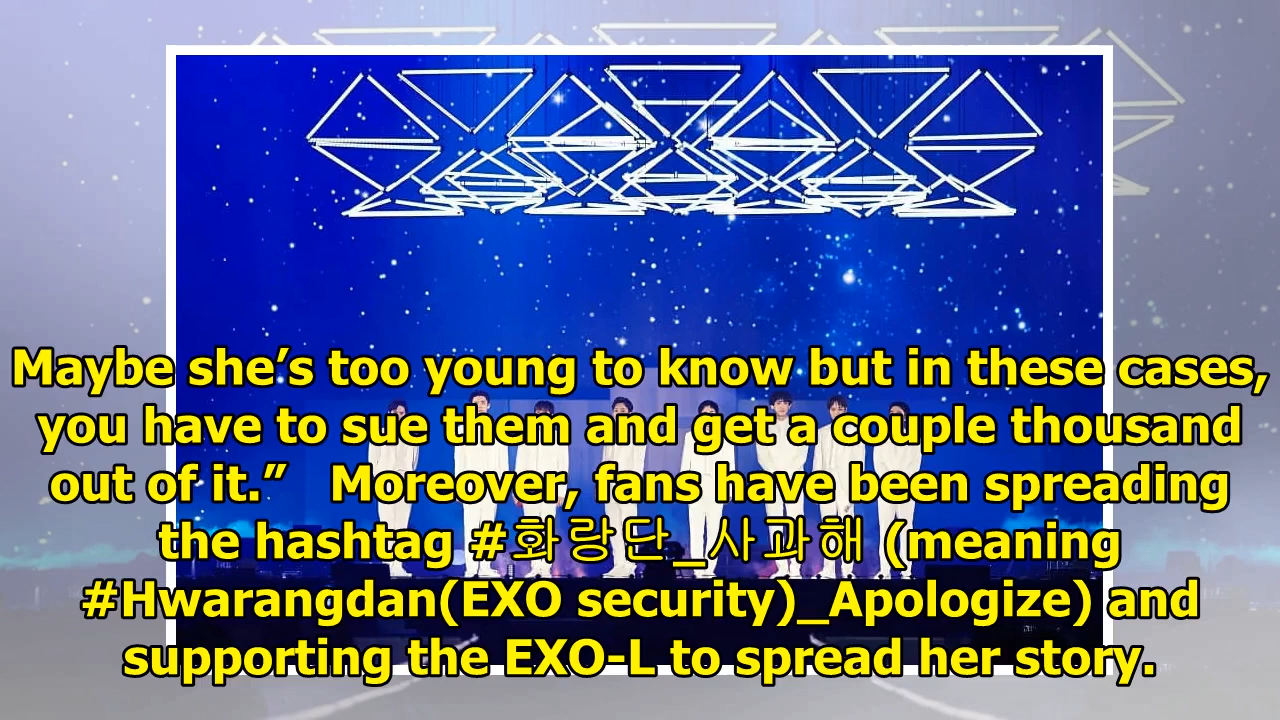 Maybe she’s too young to know but in these cases,
you have to sue them and get a couple thousand
out of it.”   Moreover, fans have been spreading
the hashtag #화랑단_사과해 (meaning
#Hwarangdan(EXO security)_Apologize) and
supporting the EXO-L to spread her story.